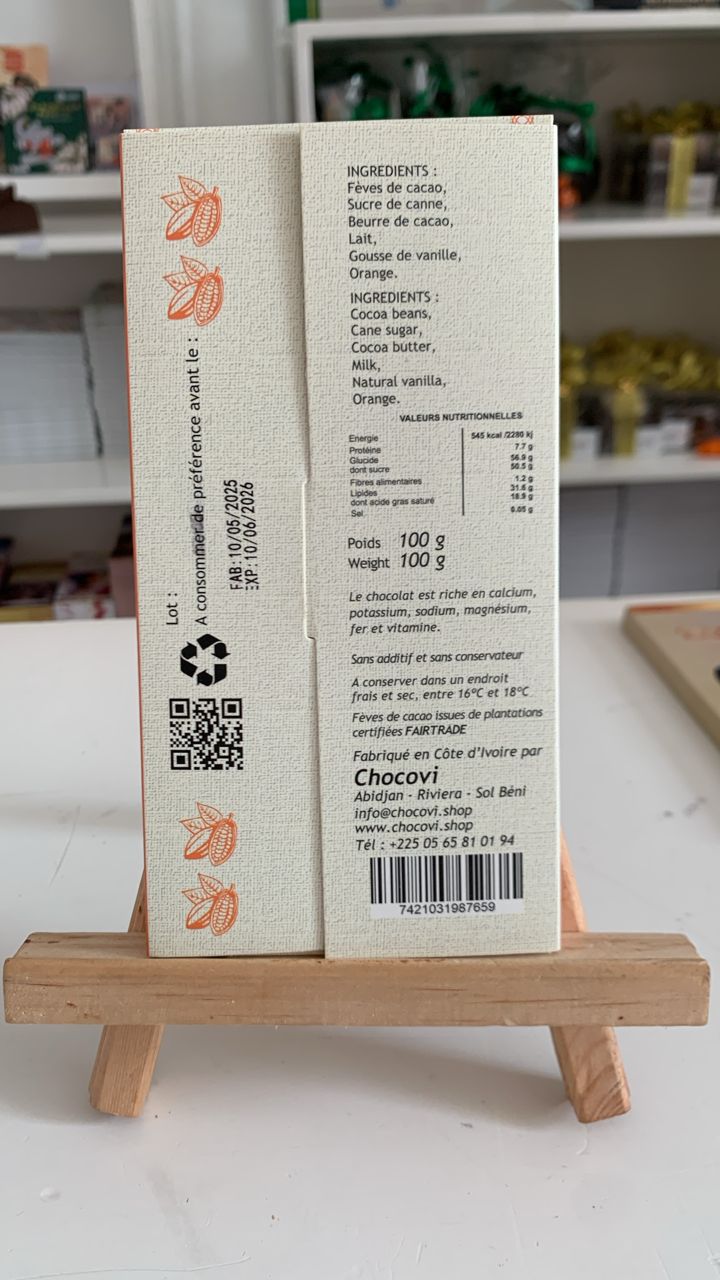 Lot :
A consommer de préférence avant le :
FAB:10/05/2025
EXP:10/06/2026
INGREDIENTS :
Fèves de cacao,
Sucre de canne,
Beurre de cacao,
Lait,
Gousse de vanille,
Orange.
INGREDIENTS :
Cocoa beans,
Cane sugar,
Cocoa butter,
Milk,
Natural vanilla,
Orange.
VALEURS NUTRITIONNELLES
Energie 545 kcal /2280 kj
Protéine 7.7 g
Glucide 56.9 g
dont sucre 50.5 g
Fibres alimentaires 1.2 g
Lipides 31.6 g
dont acide gras saturé 18.9 g
Sel 0.05 g
Poids 100 g
Weight 100 g
Le chocolat est riche en calcium,
potassium, sodium, magnésium,
fer et vitamine.
Sans additif et sans conservateur
A conserver dans un endroit
frais et sec, entre 16°C et 18°C
Fèves de cacao issues de plantations
certifiées FAIRTRADE
Fabriqué en Côte d'Ivoire par
Chocovi
Abidjan - Riviera - Sol Béni
info@chocovi.shop
www.chocovi.shop
Tél : +225 05 65 81 01 94
7421031987659